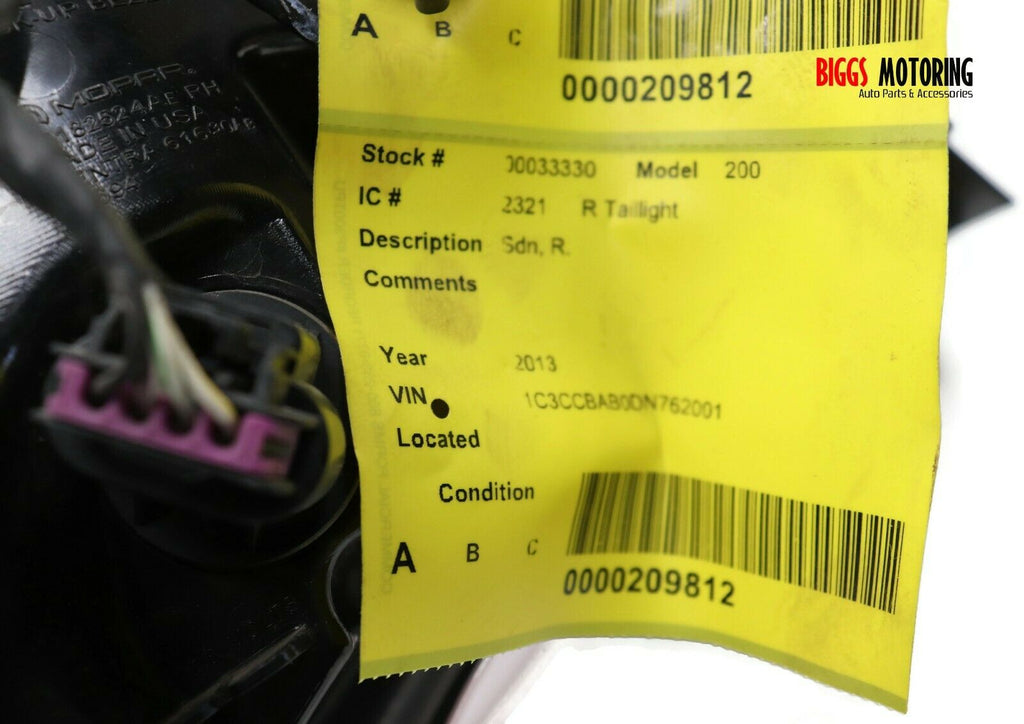 A B C
0000209812
BIGGS MOTORING
Auto Parts & Accessories
MOPAR
MADE IN USA
Stock # 00033330 Model 200
IC # 2321 R Taillight
Description Sdn, R.
Comments
Year 2013
VIN 1C3CCBAB0DN762001
Located
Condition
A B C
0000209812